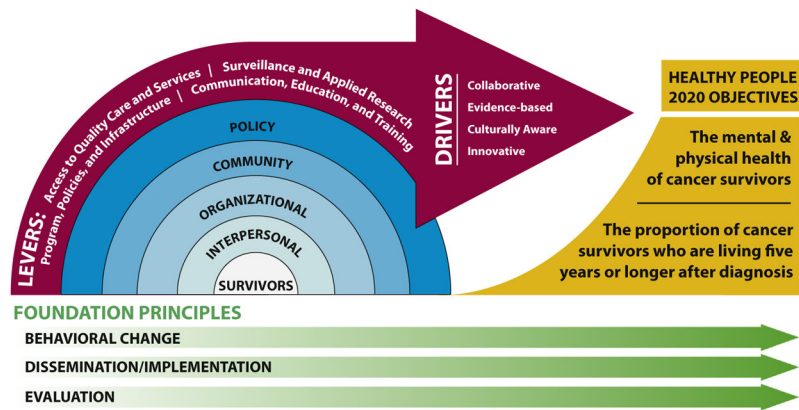 LEVERS:
Access to Quality Care and Services | Surveillance and Applied Research
Program, Policies, and Infrastructure | Communication, Education, and Training
DRIVERS
Collaborative
Evidence-based
Culturally Aware
Innovative
POLICY
COMMUNITY
ORGANIZATIONAL
INTERPERSONAL
SURVIVORS
HEALTHY PEOPLE
2020 OBJECTIVES
The mental &
physical health
of cancer survivors
The proportion of cancer
survivors who are living five
years or longer after diagnosis
FOUNDATION PRINCIPLES
BEHAVIORAL CHANGE
DISSEMINATION/IMPLEMENTATION
EVALUATION